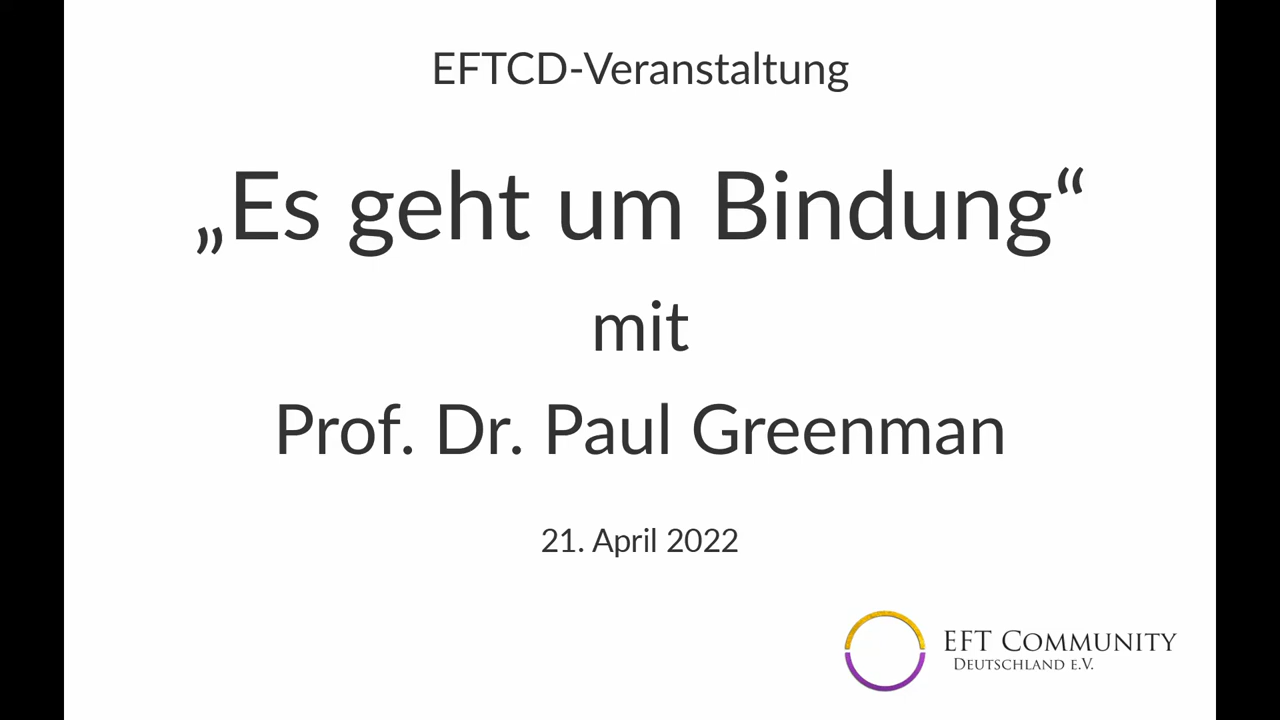 EFTCD-Veranstaltung
„Es geht um Bindung“
mit
Prof. Dr. Paul Greenman
21. April 2022
EFT Community
Deutschland e.V.